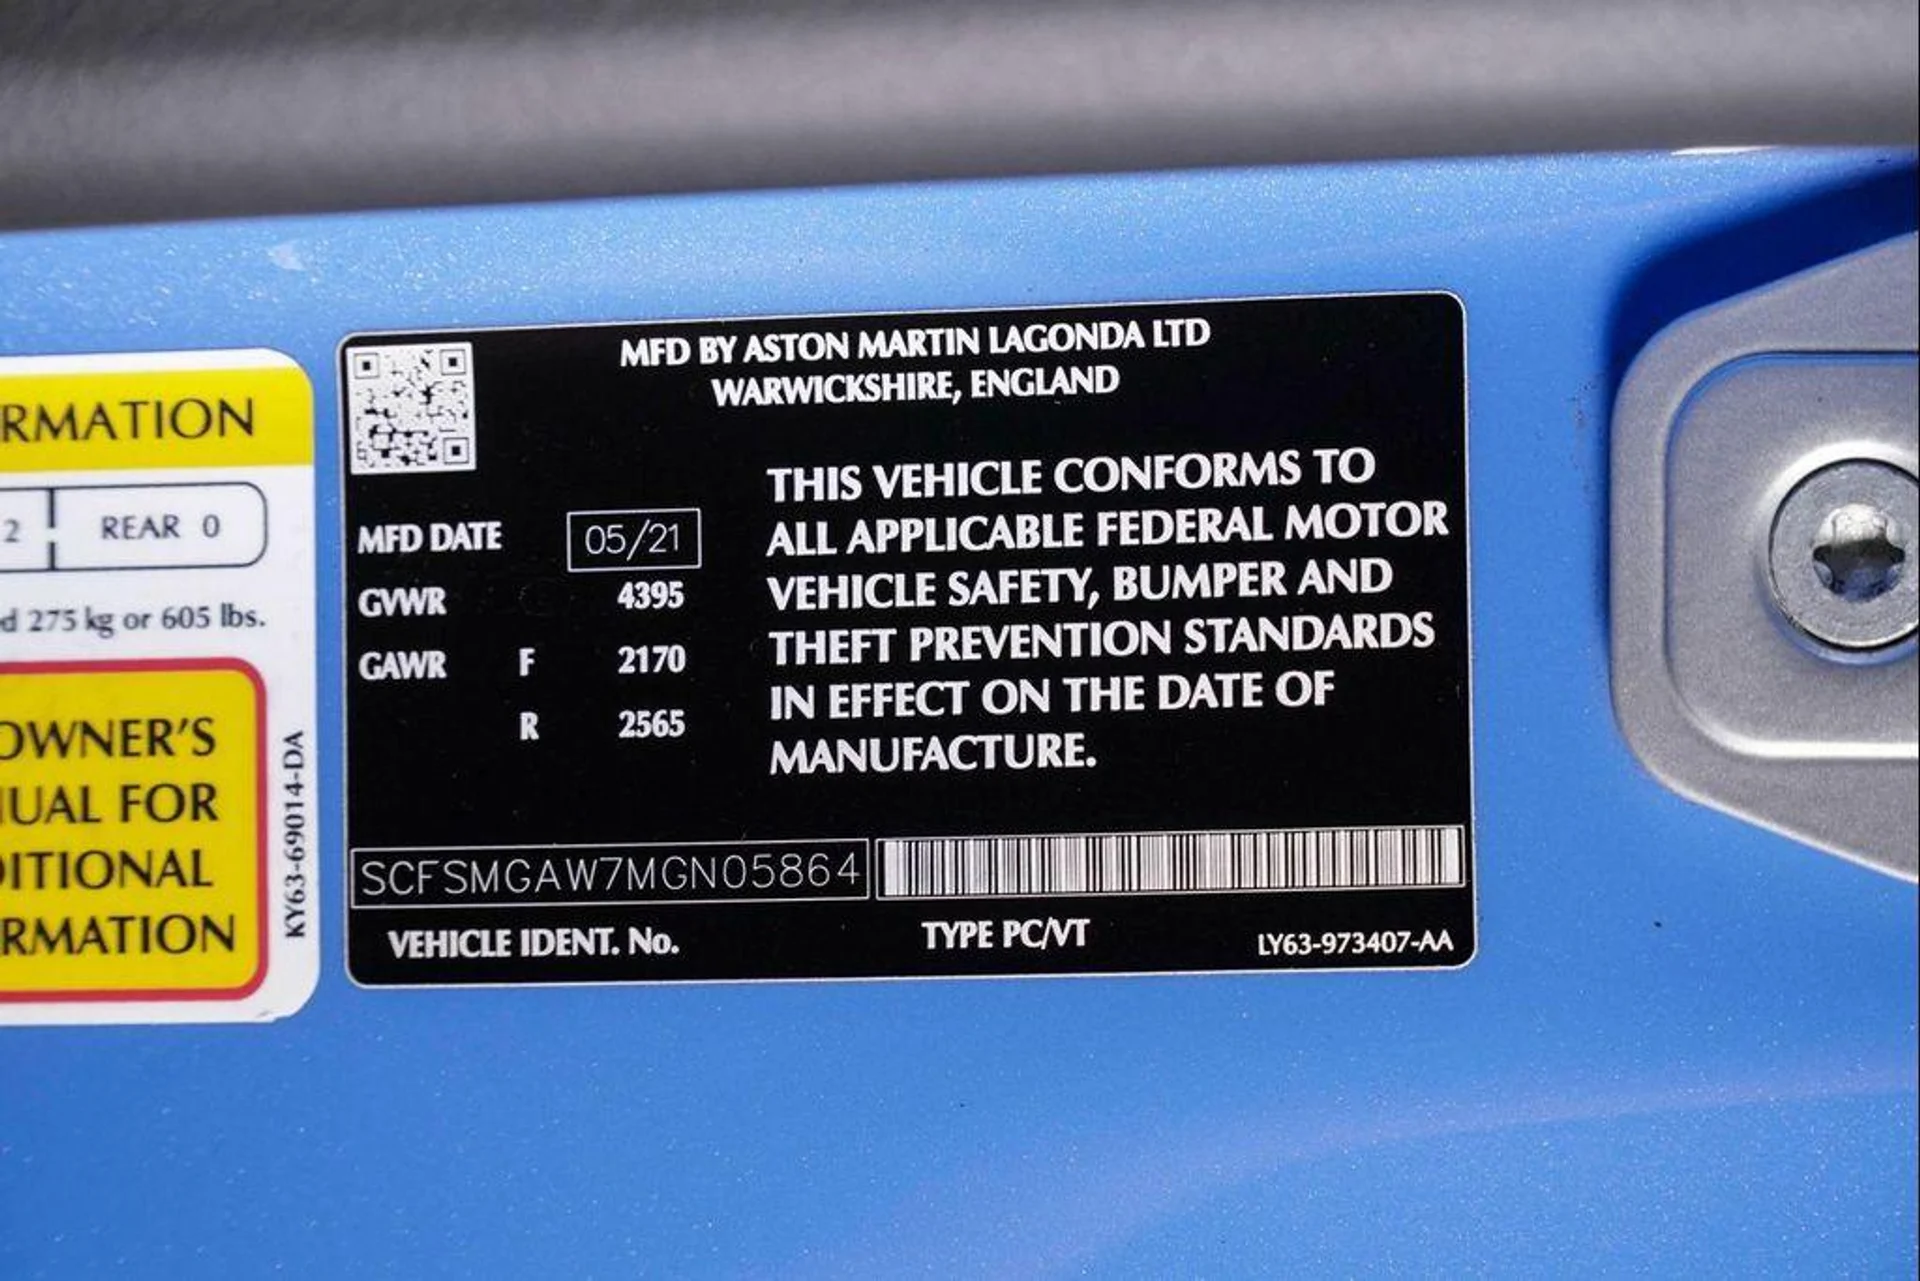 RMATION
2
REAR 0
d 275 kg or 605 lbs.
OWNER'S
UAL FOR
DITIONAL
RMATION
KY63-69014-DA
MFD BY ASTON MARTIN LAGONDA LTD
WARWICKSHIRE, ENGLAND
MFD DATE 05/21
GVWR 4395
GAWR F 2170
R 2565
THIS VEHICLE CONFORMS TO
ALL APPLICABLE FEDERAL MOTOR
VEHICLE SAFETY, BUMPER AND
THEFT PREVENTION STANDARDS
IN EFFECT ON THE DATE OF
MANUFACTURE.
SCFSMGAW7MGN05864
VEHICLE IDENT. No.
TYPE PC/VT
LY63-973407-AA